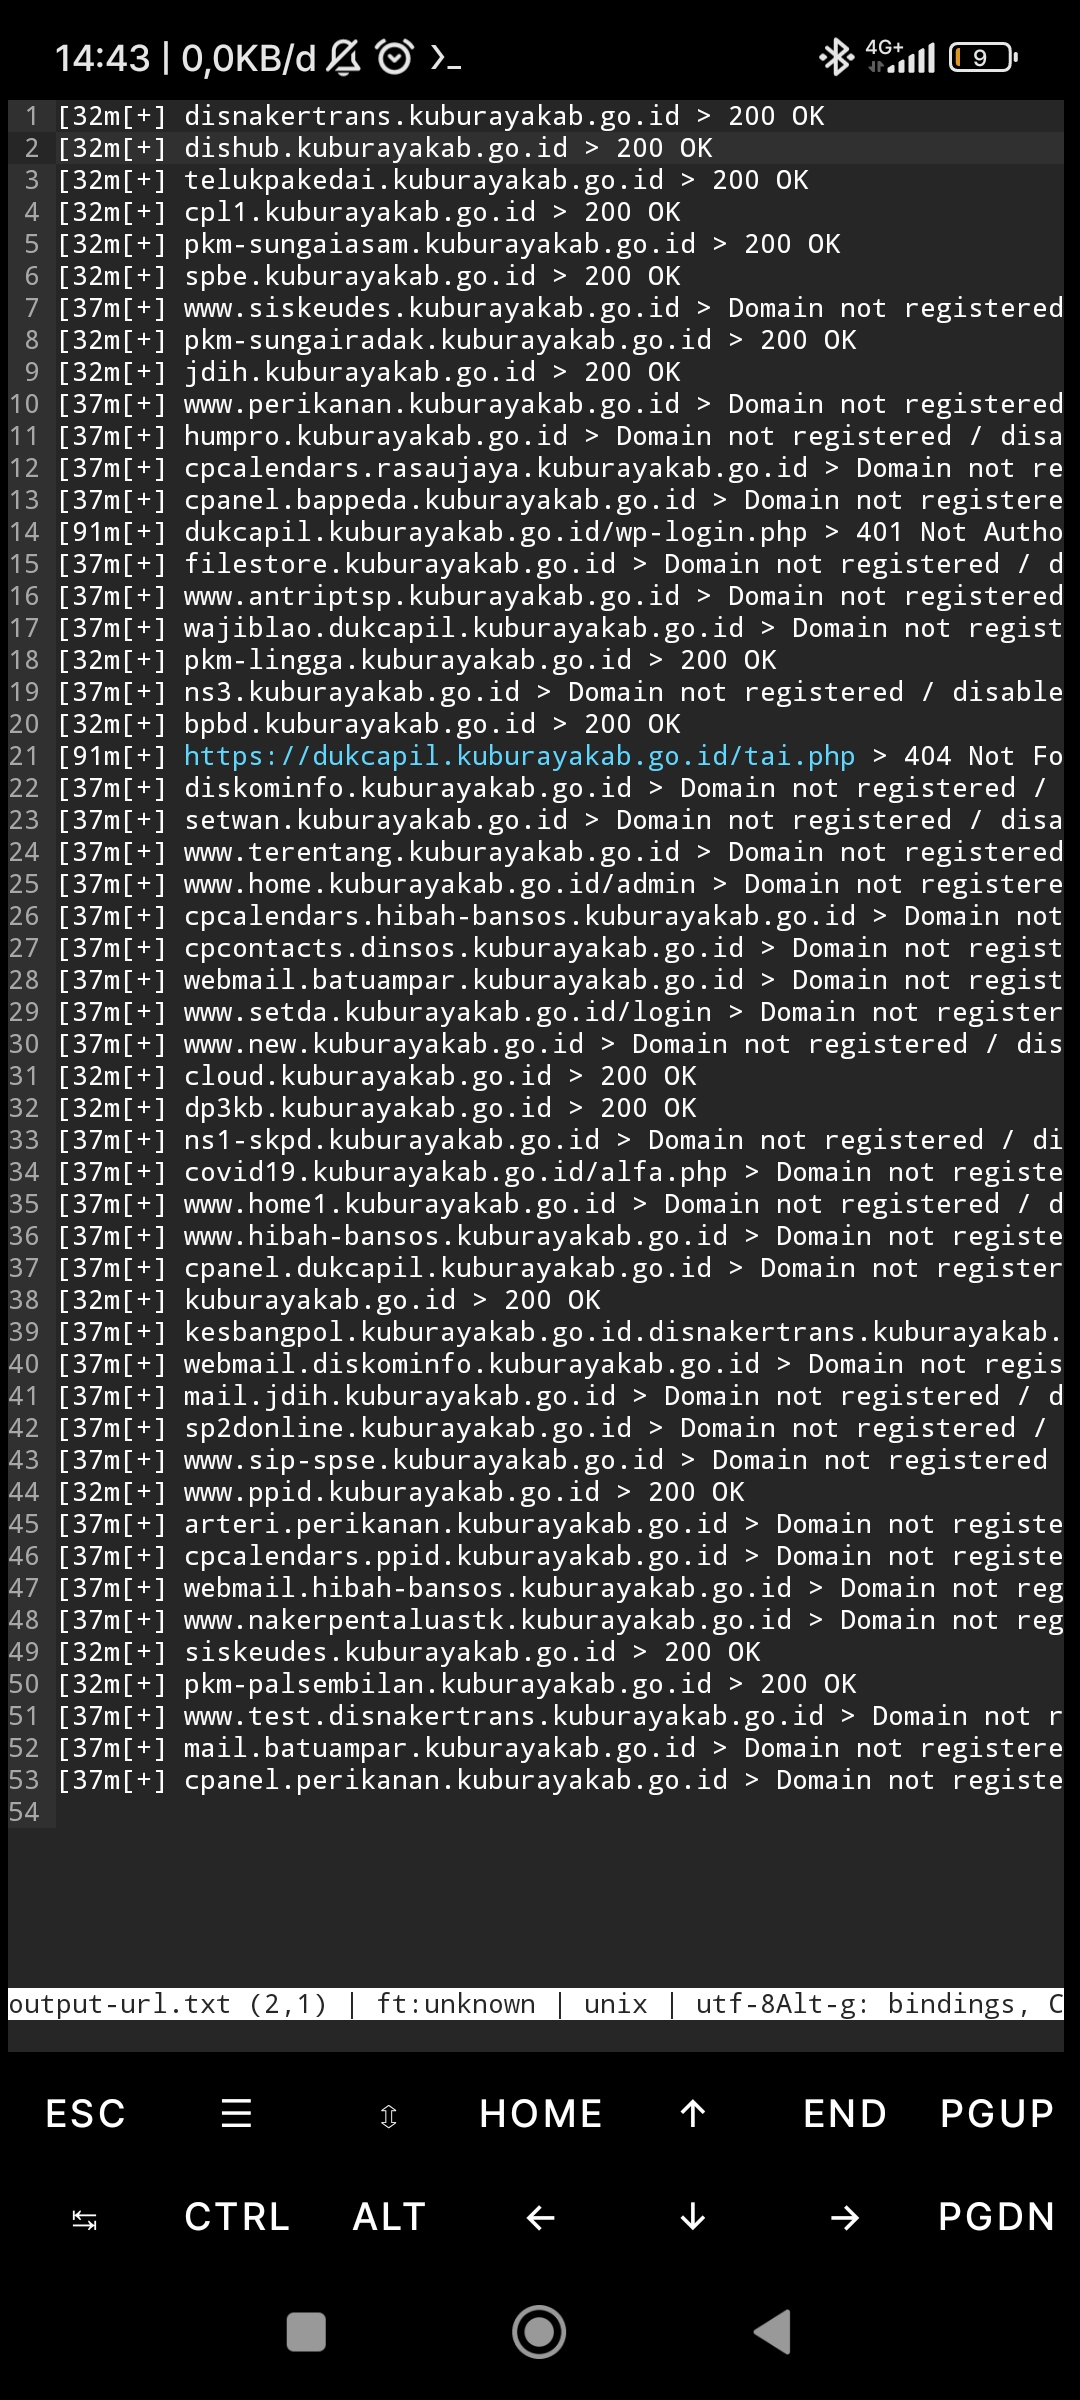 14:43 | 0,0KB/d
4G+
9
1 [32m[+] disnakertrans.kuburayakab.go.id > 200 OK
2 [32m[+] dishub.kuburayakab.go.id > 200 OK
3 [32m[+] telukpakedai.kuburayakab.go.id > 200 OK
4 [32m[+] cpl1.kuburayakab.go.id > 200 OK
5 [32m[+] pkm-sungaiasam.kuburayakab.go.id > 200 OK
6 [32m[+] spbe.kuburayakab.go.id > 200 OK
7 [37m[+] www.siskeudes.kuburayakab.go.id > Domain not registered
8 [32m[+] pkm-sungairadak.kuburayakab.go.id > 200 OK
9 [32m[+] jdih.kuburayakab.go.id > 200 OK
10 [37m[+] www.perikanan.kuburayakab.go.id > Domain not registered
11 [37m[+] humpro.kuburayakab.go.id > Domain not registered / disa
12 [37m[+] cpcalendars.rasaujaya.kuburayakab.go.id > Domain not re
13 [37m[+] cpanel.bappeda.kuburayakab.go.id > Domain not registere
14 [91m[+] dukcapil.kuburayakab.go.id/wp-login.php > 401 Not Autho
15 [37m[+] filestore.kuburayakab.go.id > Domain not registered / d
16 [37m[+] www.antriptsp.kuburayakab.go.id > Domain not registered
17 [37m[+] wajiblao.dukcapil.kuburayakab.go.id > Domain not regist
18 [32m[+] pkm-lingga.kuburayakab.go.id > 200 OK
19 [37m[+] ns3.kuburayakab.go.id > Domain not registered / disable
20 [32m[+] bpbd.kuburayakab.go.id > 200 OK
21 [91m[+] https://dukcapil.kuburayakab.go.id/tai.php > 404 Not Fo
22 [37m[+] diskominfo.kuburayakab.go.id > Domain not registered /
23 [37m[+] setwan.kuburayakab.go.id > Domain not registered / disa
24 [37m[+] www.terentang.kuburayakab.go.id > Domain not registered
25 [37m[+] www.home.kuburayakab.go.id/admin > Domain not registere
26 [37m[+] cpcalendars.hibah-bansos.kuburayakab.go.id > Domain not
27 [37m[+] cpcontacts.dinsos.kuburayakab.go.id > Domain not regist
28 [37m[+] webmail.batuampar.kuburayakab.go.id > Domain not regist
29 [37m[+] www.setda.kuburayakab.go.id/login > Domain not register
30 [37m[+] www.new.kuburayakab.go.id > Domain not registered / dis
31 [32m[+] cloud.kuburayakab.go.id > 200 OK
32 [32m[+] dp3kb.kuburayakab.go.id > 200 OK
33 [37m[+] ns1-skpd.kuburayakab.go.id > Domain not registered / di
34 [37m[+] covid19.kuburayakab.go.id/alfa.php > Domain not registe
35 [37m[+] www.home1.kuburayakab.go.id > Domain not registered / d
36 [37m[+] www.hibah-bansos.kuburayakab.go.id > Domain not registe
37 [37m[+] cpanel.dukcapil.kuburayakab.go.id > Domain not register
38 [32m[+] kuburayakab.go.id > 200 OK
39 [37m[+] kesbangpol.kuburayakab.go.id.disnakertrans.kuburayakab.
40 [37m[+] webmail.diskominfo.kuburayakab.go.id > Domain not regis
41 [37m[+] mail.jdih.kuburayakab.go.id > Domain not registered / d
42 [37m[+] sp2donline.kuburayakab.go.id > Domain not registered /
43 [37m[+] www.sip-spse.kuburayakab.go.id > Domain not registered
44 [32m[+] www.ppid.kuburayakab.go.id > 200 OK
45 [37m[+] arteri.perikanan.kuburayakab.go.id > Domain not registe
46 [37m[+] cpcalendars.ppid.kuburayakab.go.id > Domain not registe
47 [37m[+] webmail.hibah-bansos.kuburayakab.go.id > Domain not reg
48 [37m[+] www.nakerpentaluastk.kuburayakab.go.id > Domain not reg
49 [32m[+] siskeudes.kuburayakab.go.id > 200 OK
50 [32m[+] pkm-palsembilan.kuburayakab.go.id > 200 OK
51 [37m[+] www.test.disnakertrans.kuburayakab.go.id > Domain not r
52 [37m[+] mail.batuampar.kuburayakab.go.id > Domain not registere
53 [37m[+] cpanel.perikanan.kuburayakab.go.id > Domain not registe
54
output-url.txt (2,1) | ft:unknown | unix | utf-8Alt-g: bindings, C
ESC ☰ ⇳ HOME ↑ END PGUP
↹ CTRL ALT ← ↓ → PGDN